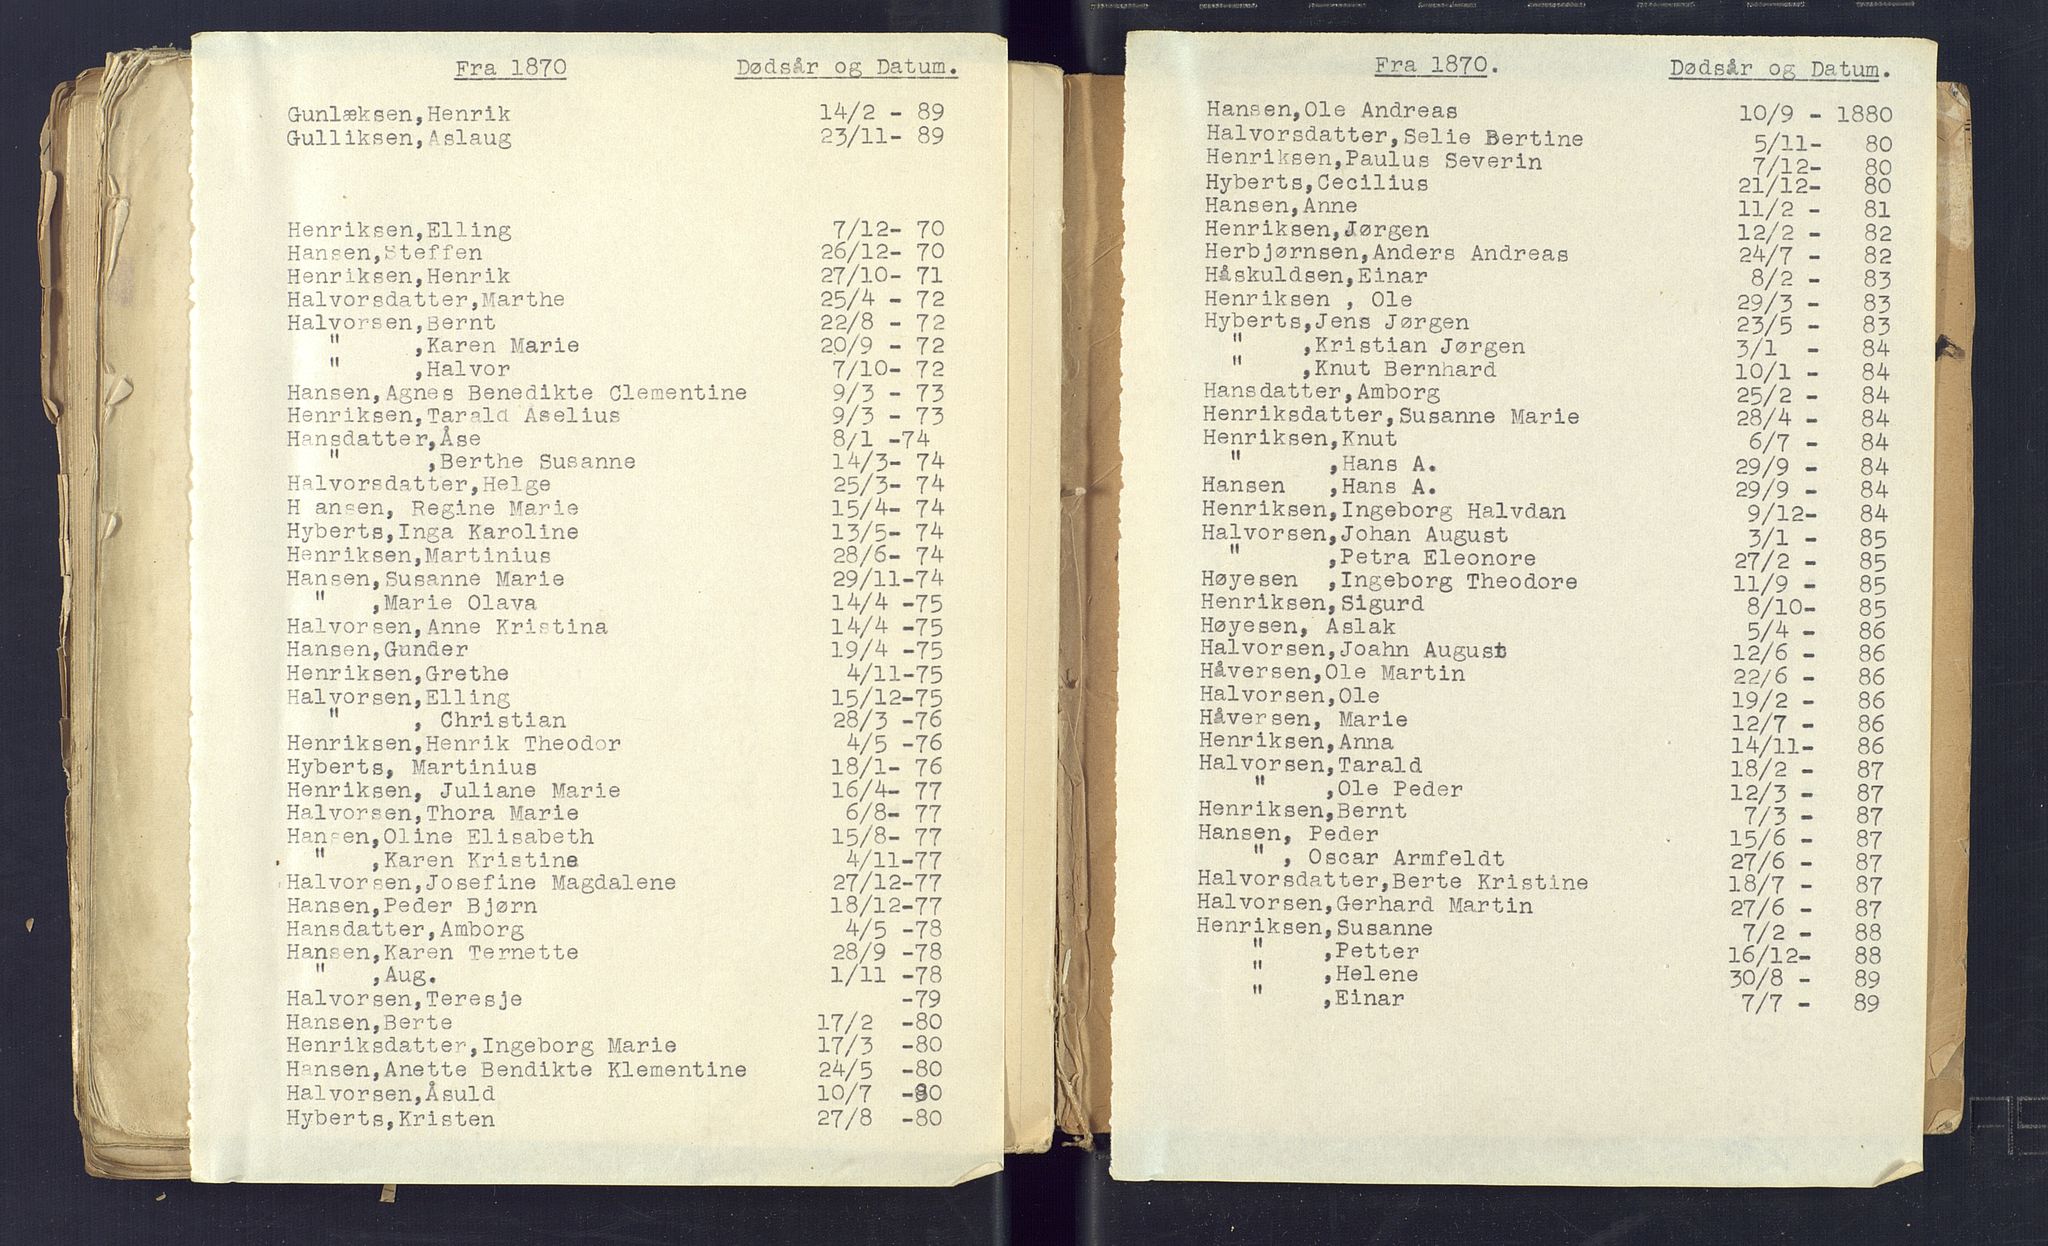 Fra 1870 Dødsår og Datum.
Gunlæksen,Henrik 14/2 - 89
Gulliksen,Aslaug 23/11- 89
Henriksen,Elling 7/12- 70
Hansen,Steffen 26/12- 70
Henriksen,Henrik 27/10- 71
Halvorsdatter,Marthe 25/4 - 72
Halvorsen,Bernt 22/8 - 72
" ,Karen Marie 20/9 - 72
" ,Halvor 7/10- 72
Hansen,Agnes Benedikte Clementine 9/3 - 73
Henriksen,Tarald Aselius 9/3 - 73
Hansdatter,Åse 8/1 -74
" ,Berthe Susanne 14/3- 74
Halvorsdatter,Helge 25/3- 74
H ansen, Regine Marie 15/4- 74
Hyberts,Inga Karoline 13/5- 74
Henriksen,Martinius 28/6- 74
Hansen,Susanne Marie 29/11-74
" ,Marie Olava 14/4 -75
Halvorsen,Anne Kristina 14/4 -75
Hansen,Gunder 19/4 -75
Henriksen,Grethe 4/11-75
Halvorsen,Elling 15/12-75
" , Christian 28/3 -76
Henriksen,Henrik Theodor 4/5 -76
Hyberts, Martinius 18/1- 76
Henriksen, Juliane Marie 16/4- 77
Halvorsen,Thora Marie 6/8- 77
Hansen,Oline Elisabeth 15/8- 77
" ,Karen Kristine 4/11-77
Halvorsen,Josefine Magdalene 27/12-77
Hansen,Peder Bjørn 18/12-77
Hansdatter,Amborg 4/5 -78
Hansen,Karen Ternette 28/9 -78
" ,Aug. 1/11 -78
Halvorsen,Teresje -79
Hansen,Berte 17/2 -80
Henriksdatter,Ingeborg Marie 17/3 -80
Hansen,Anette Bendikte Klementine 24/5 -80
Halvorsen,Åsuld 10/7 -80
Hyberts,Kristen 27/8 -80
Fra 1870. Dødsår og Datum.
Hansen,Ole Andreas 10/9 - 1880
Halvorsdatter,Selie Bertine 5/11- 80
Henriksen,Paulus Severin 7/12- 80
Hyberts,Cecilius 21/12- 80
Hansen,Anne 11/2 - 81
Henriksen,Jørgen 12/2 - 82
Herbjørnsen,Anders Andreas 24/7 - 82
Håskuldsen,Einar 8/2 - 83
Henriksen , Ole 29/3 - 83
Hyberts,Jens Jørgen 23/5 - 83
" ,Kristian Jørgen 3/1 - 84
" ,Knut Bernhard 10/1 - 84
Hansdatter,Amborg 25/2 - 84
Henriksdatter,Susanne Marie 28/4 - 84
Henriksen,Knut 6/7 - 84
" ,Hans A. 29/9 - 84
Hansen ,Hans A. 29/9 - 84
Henriksen,Ingeborg Halvdan 9/12- 84
Halvorsen,Johan August 3/1 - 85
" ,Petra Eleonore 27/2 - 85
Høyesen ,Ingeborg Theodore 11/9 - 85
Henriksen,Sigurd 8/10- 85
Høyesen, Aslak 5/4 - 86
Halvorsen,Joahn August 12/6 - 86
Håversen,Ole Martin 22/6 - 86
Halvorsen,Ole 19/2 - 86
Håversen, Marie 12/7 - 86
Henriksen,Anna 14/11- 86
Halvorsen,Tarald 18/2 - 87
" ,Ole Peder 12/3 - 87
Henriksen,Bernt 7/3 - 87
Hansen, Peder 15/6 - 87
" , Oscar Armfeldt 27/6 - 87
Halvorsdatter,Berte Kristine 18/7 - 87
Halvorsen,Gerhard Martin 27/6 - 87
Henriksen,Susanne 7/2 - 88
" ,Petter 16/12- 88
" ,Helene 30/8 - 89
" ,Einar 7/7 - 89